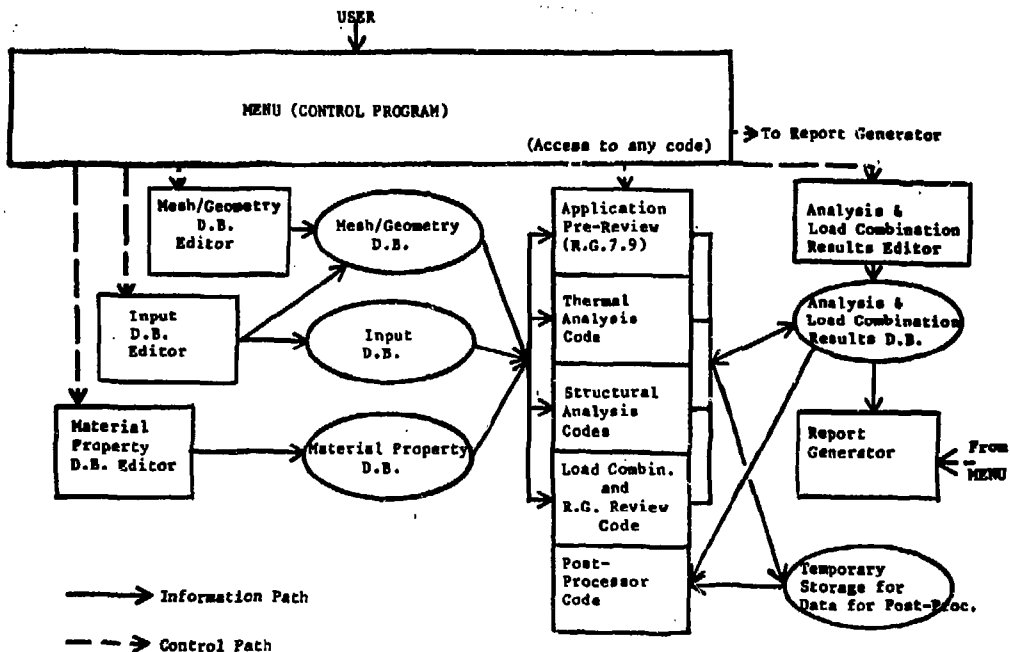 USER
MENU (CONTROL PROGRAM)
(Access to any code)
To Report Generator
Mesh/Geometry
D.B.
Editor
Mesh/Geometry
D.B.
Input
D.B.
Editor
Input
D.B.
Material
Property
D.B. Editor
Material Property
D.B.
Application
Pre-Review
(R.G.7.9)
Thermal
Analysis
Code
Structural
Analysis
Codes
Load Combin.
and
R.G. Review
Code
Post-
Processor
Code
Analysis &
Load Combination
Results Editor
Analysis &
Load Combination
Results D.B.
Report
Generator
From
MENU
Temporary
Storage for
Data for Post-Proc.
Information Path
Control Path